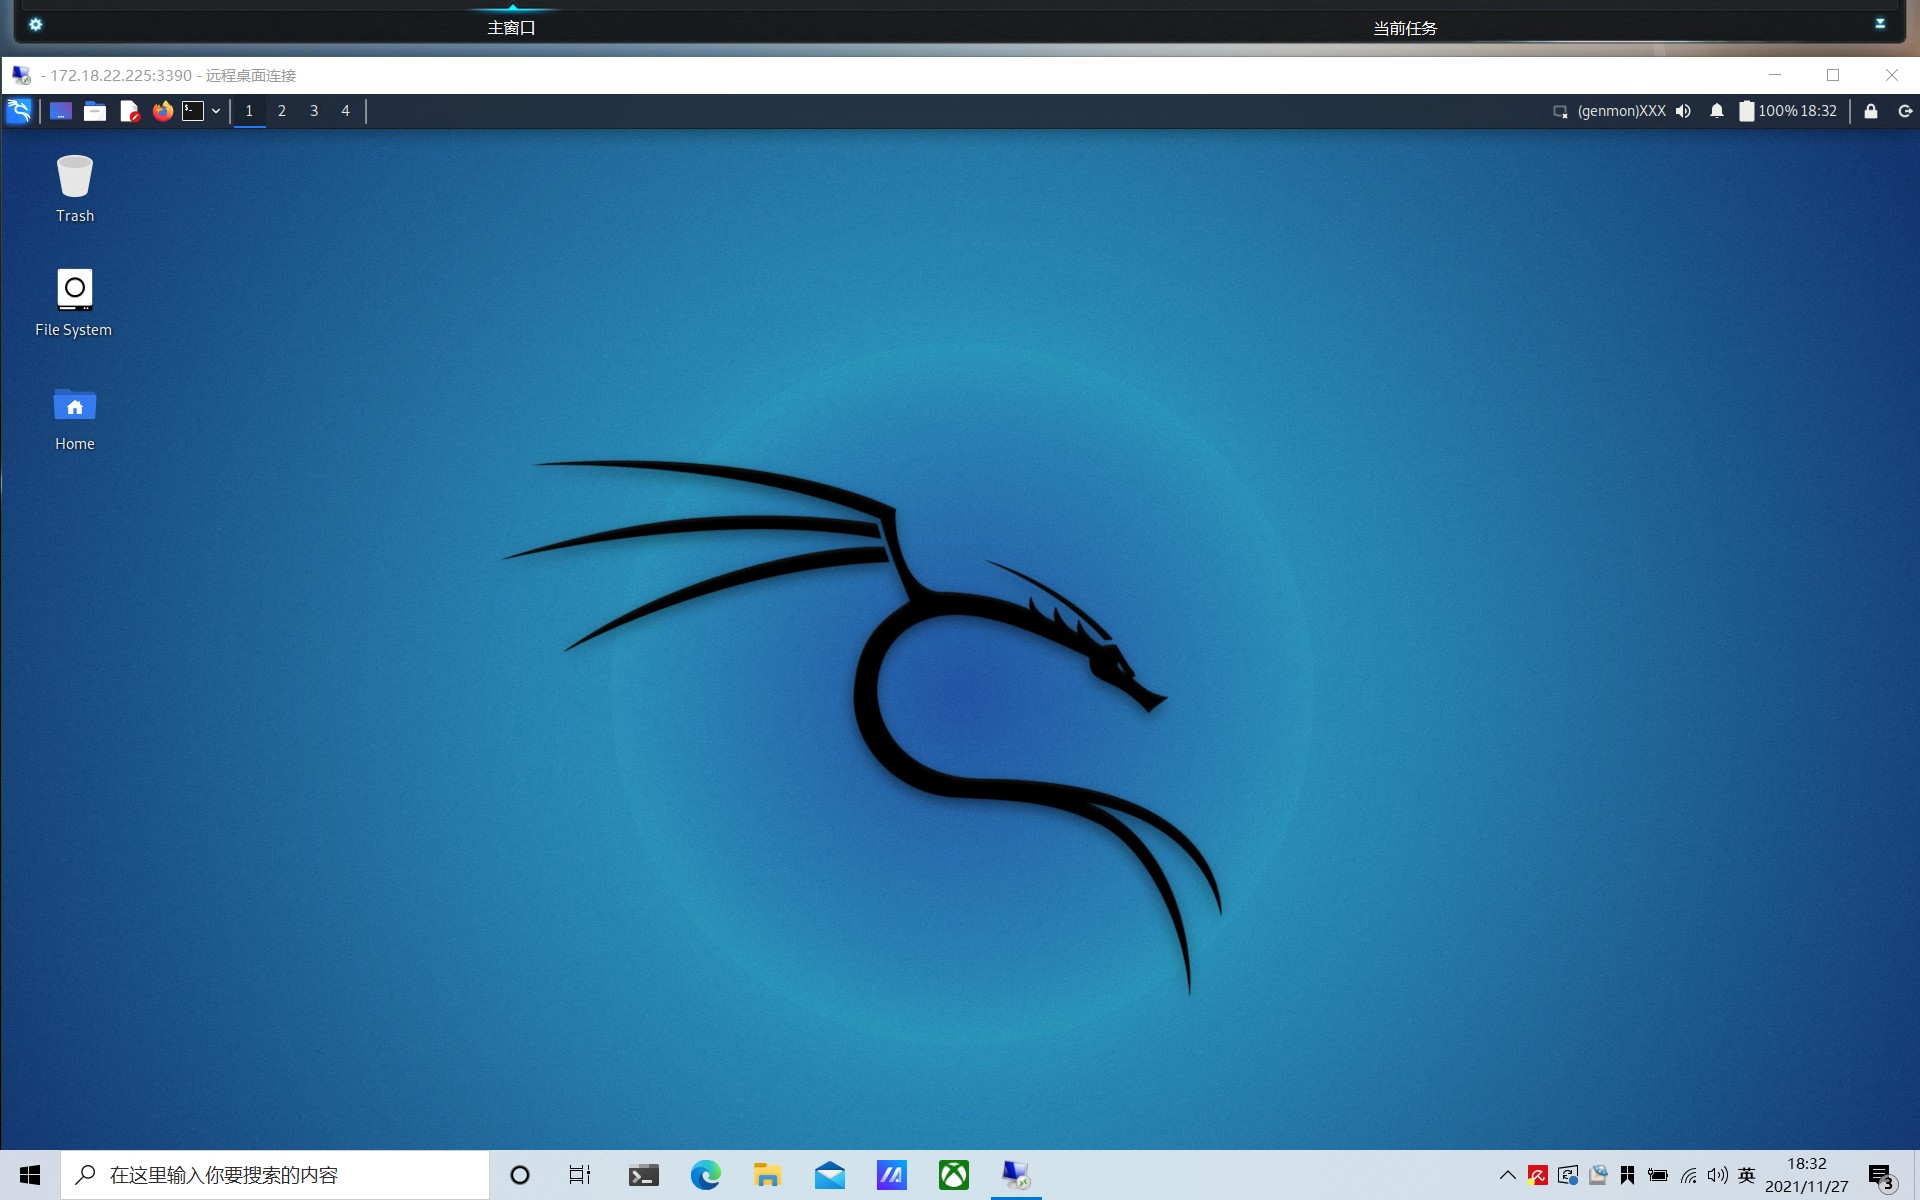 主窗口
当前任务
- 172.18.22.225:3390 - 远程桌面连接
1 2 3 4
(genmon)XXX 100% 18:32
Trash
File System
Home
在这里输入你要搜索的内容
英
18:32
2021/11/27
3